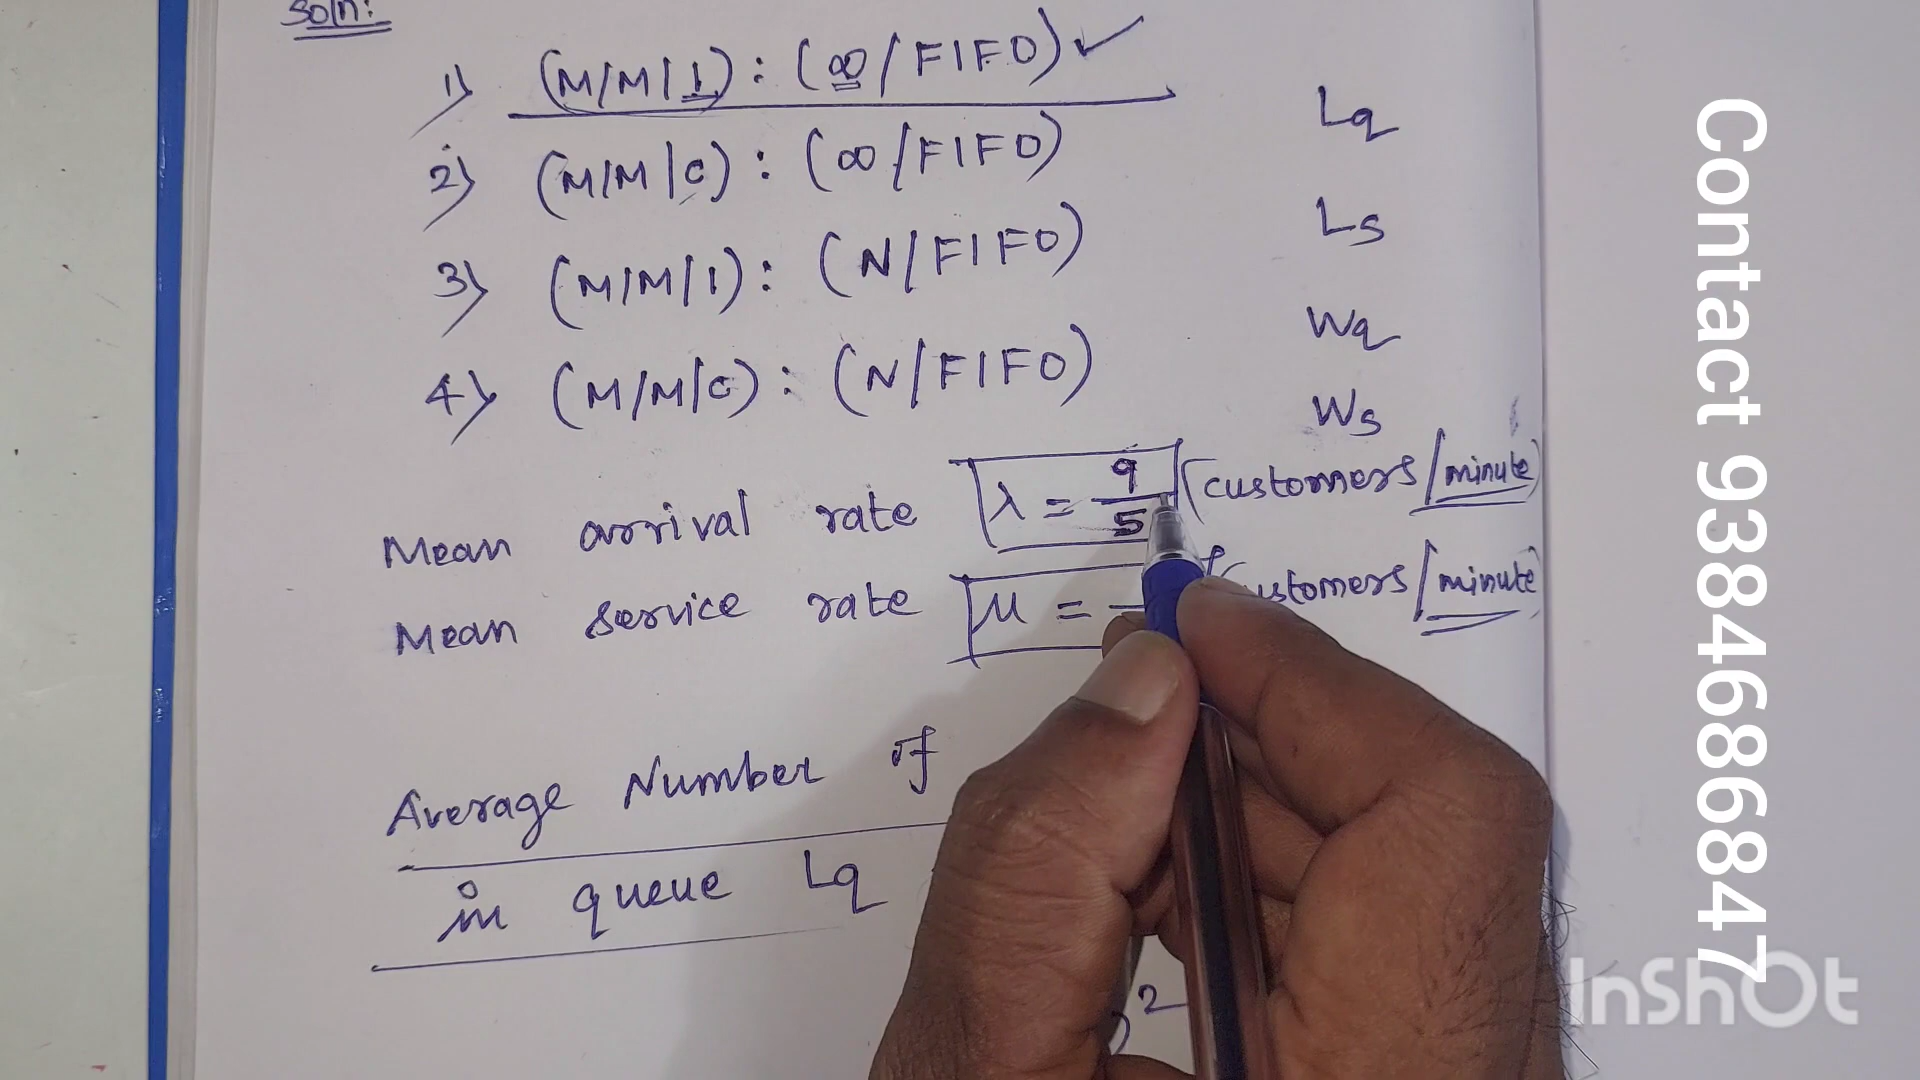 Soln:
1) (M/M/1) : (∞/FIFO) ✓
2) (M/M/C) : (∞/FIFO)
3) (M/M/1) : (N/FIFO)
4) (M/M/C) : (N/FIFO)
Lq
Ls
Wq
Ws
Mean arrival rate λ = 9/5 (customers/minute)
Mean service rate μ = customers/minute)
Average Number of
in queue Lq
)²
Contact 9384686847
InShOt